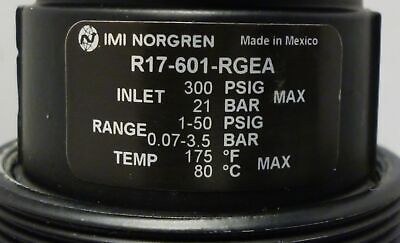 IMI NORGREN Made in Mexico
R17-601-RGEA
INLET 300 PSIG MAX
21 BAR
RANGE 1-50 PSIG
0.07-3.5 BAR
TEMP 175 °F MAX
80 °C